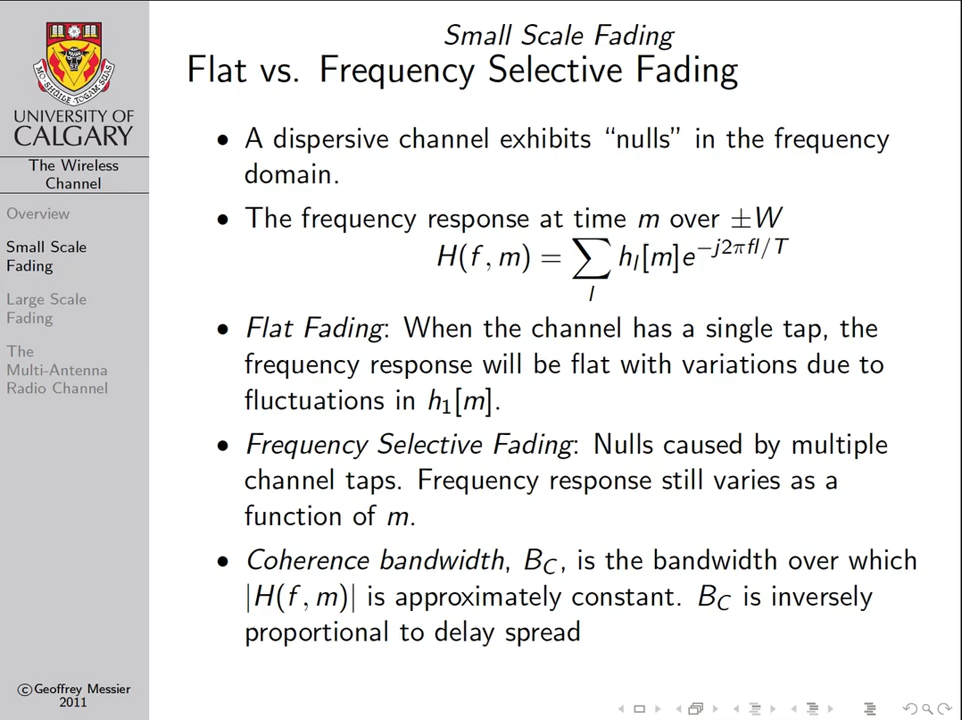 Small Scale Fading
Flat vs. Frequency Selective Fading
MO·SHÙILE·TOGAM·SUAS
UNIVERSITY OF
CALGARY
The Wireless
Channel
Overview
Small Scale
Fading
Large Scale
Fading
The
Multi-Antenna
Radio Channel
• A dispersive channel exhibits “nulls” in the frequency
domain.
• The frequency response at time m over ±W
H(f, m) = ∑ h_l[m]e^{−j2πfl/T}
l
• Flat Fading: When the channel has a single tap, the
frequency response will be flat with variations due to
fluctuations in h₁[m].
• Frequency Selective Fading: Nulls caused by multiple
channel taps. Frequency response still varies as a
function of m.
• Coherence bandwidth, B_C, is the bandwidth over which
|H(f, m)| is approximately constant. B_C is inversely
proportional to delay spread
©Geoffrey Messier
2011